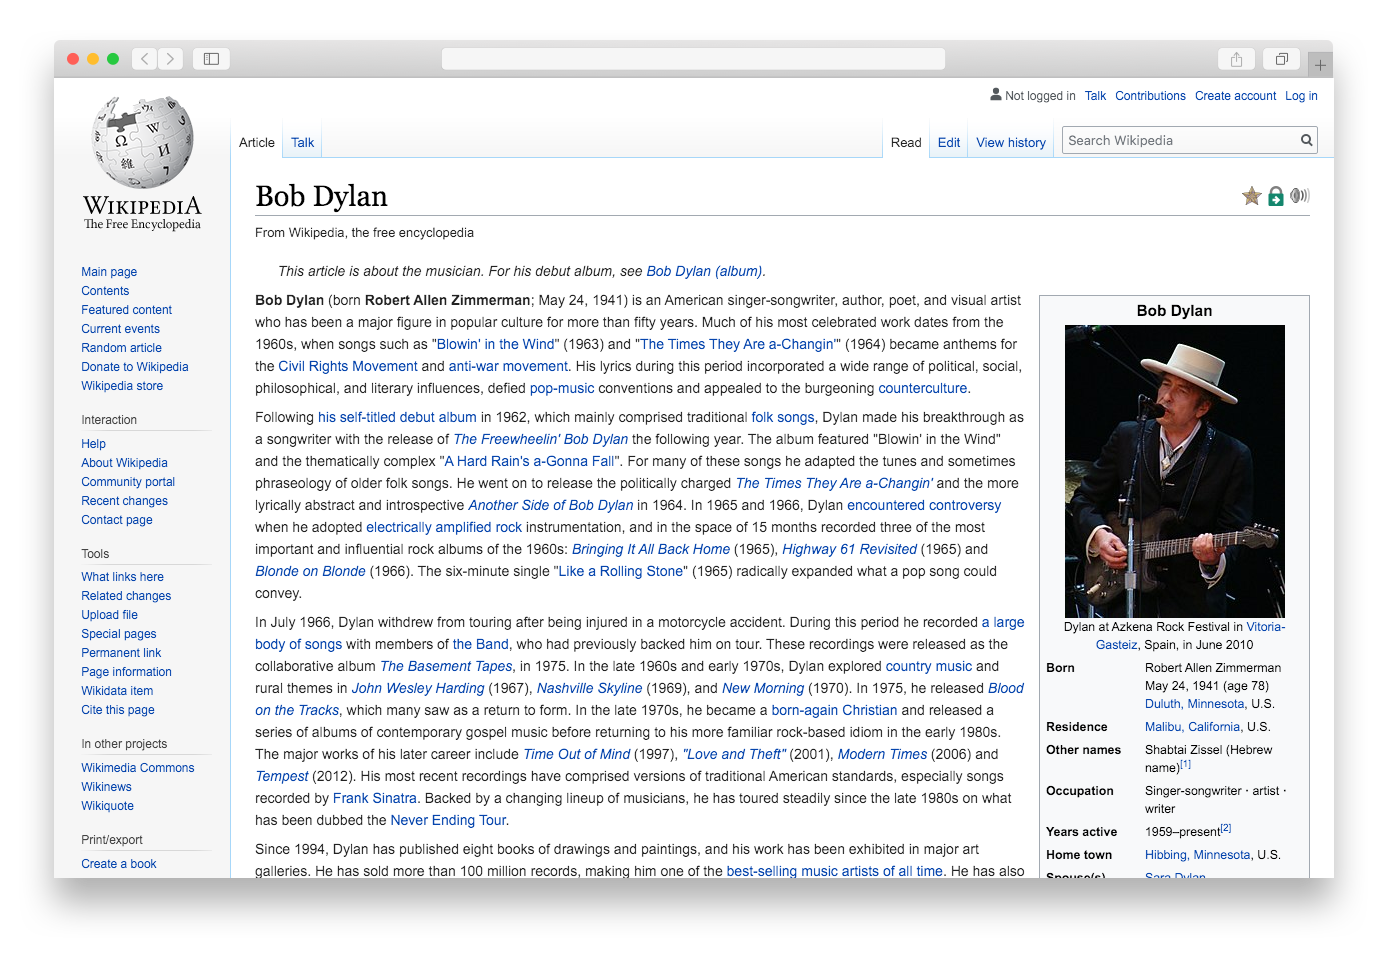 Not logged in Talk Contributions Create account Log in
Article Talk
Read Edit View history Search Wikipedia
WIKIPEDIA
The Free Encyclopedia
Main page
Contents
Featured content
Current events
Random article
Donate to Wikipedia
Wikipedia store
Interaction
Help
About Wikipedia
Community portal
Recent changes
Contact page
Tools
What links here
Related changes
Upload file
Special pages
Permanent link
Page information
Wikidata item
Cite this page
In other projects
Wikimedia Commons
Wikinews
Wikiquote
Print/export
Create a book
Bob Dylan
From Wikipedia, the free encyclopedia
This article is about the musician. For his debut album, see Bob Dylan (album).
Bob Dylan (born Robert Allen Zimmerman; May 24, 1941) is an American singer-songwriter, author, poet, and visual artist
who has been a major figure in popular culture for more than fifty years. Much of his most celebrated work dates from the
1960s, when songs such as "Blowin' in the Wind" (1963) and "The Times They Are a-Changin'" (1964) became anthems for
the Civil Rights Movement and anti-war movement. His lyrics during this period incorporated a wide range of political, social,
philosophical, and literary influences, defied pop-music conventions and appealed to the burgeoning counterculture.
Following his self-titled debut album in 1962, which mainly comprised traditional folk songs, Dylan made his breakthrough as
a songwriter with the release of The Freewheelin' Bob Dylan the following year. The album featured "Blowin' in the Wind"
and the thematically complex "A Hard Rain's a-Gonna Fall". For many of these songs he adapted the tunes and sometimes
phraseology of older folk songs. He went on to release the politically charged The Times They Are a-Changin' and the more
lyrically abstract and introspective Another Side of Bob Dylan in 1964. In 1965 and 1966, Dylan encountered controversy
when he adopted electrically amplified rock instrumentation, and in the space of 15 months recorded three of the most
important and influential rock albums of the 1960s: Bringing It All Back Home (1965), Highway 61 Revisited (1965) and
Blonde on Blonde (1966). The six-minute single "Like a Rolling Stone" (1965) radically expanded what a pop song could
convey.
In July 1966, Dylan withdrew from touring after being injured in a motorcycle accident. During this period he recorded a large
body of songs with members of the Band, who had previously backed him on tour. These recordings were released as the
collaborative album The Basement Tapes, in 1975. In the late 1960s and early 1970s, Dylan explored country music and
rural themes in John Wesley Harding (1967), Nashville Skyline (1969), and New Morning (1970). In 1975, he released Blood
on the Tracks, which many saw as a return to form. In the late 1970s, he became a born-again Christian and released a
series of albums of contemporary gospel music before returning to his more familiar rock-based idiom in the early 1980s.
The major works of his later career include Time Out of Mind (1997), "Love and Theft" (2001), Modern Times (2006) and
Tempest (2012). His most recent recordings have comprised versions of traditional American standards, especially songs
recorded by Frank Sinatra. Backed by a changing lineup of musicians, he has toured steadily since the late 1980s on what
has been dubbed the Never Ending Tour.
Since 1994, Dylan has published eight books of drawings and paintings, and his work has been exhibited in major art
galleries. He has sold more than 100 million records, making him one of the best-selling music artists of all time. He has also
Bob Dylan
Dylan at Azkena Rock Festival in Vitoria-
Gasteiz, Spain, in June 2010
Born Robert Allen Zimmerman
May 24, 1941 (age 78)
Duluth, Minnesota, U.S.
Residence Malibu, California, U.S.
Other names Shabtai Zissel (Hebrew
name)[1]
Occupation Singer-songwriter · artist ·
writer
Years active 1959–present[2]
Home town Hibbing, Minnesota, U.S.
Spouse(s) Sara Dylan